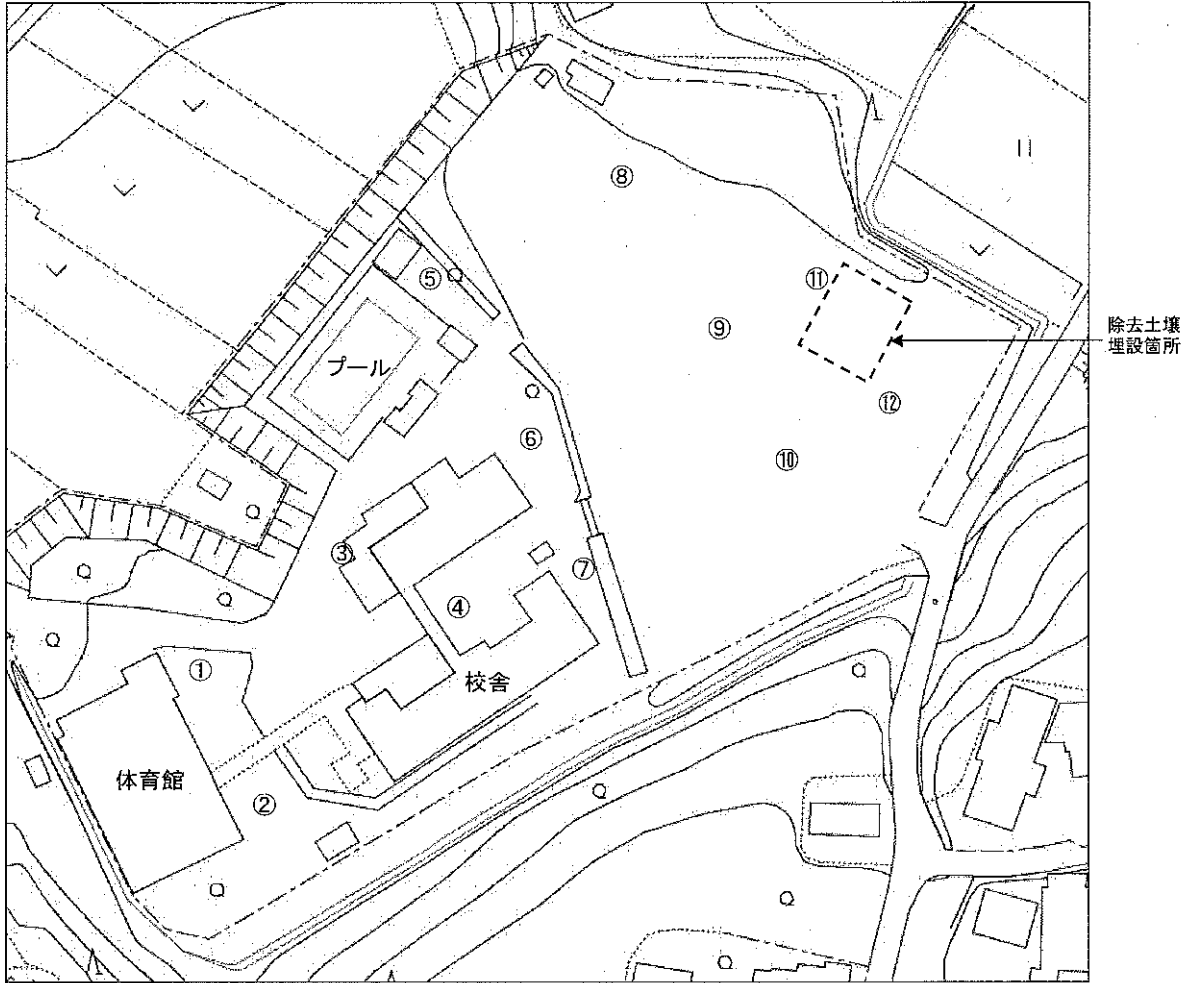 ⑧
⑤
⑪
⑨
除去土壌
埋設箇所
プール
⑫
⑥
⑩
③
⑦
④
①
校舎
体育館
②